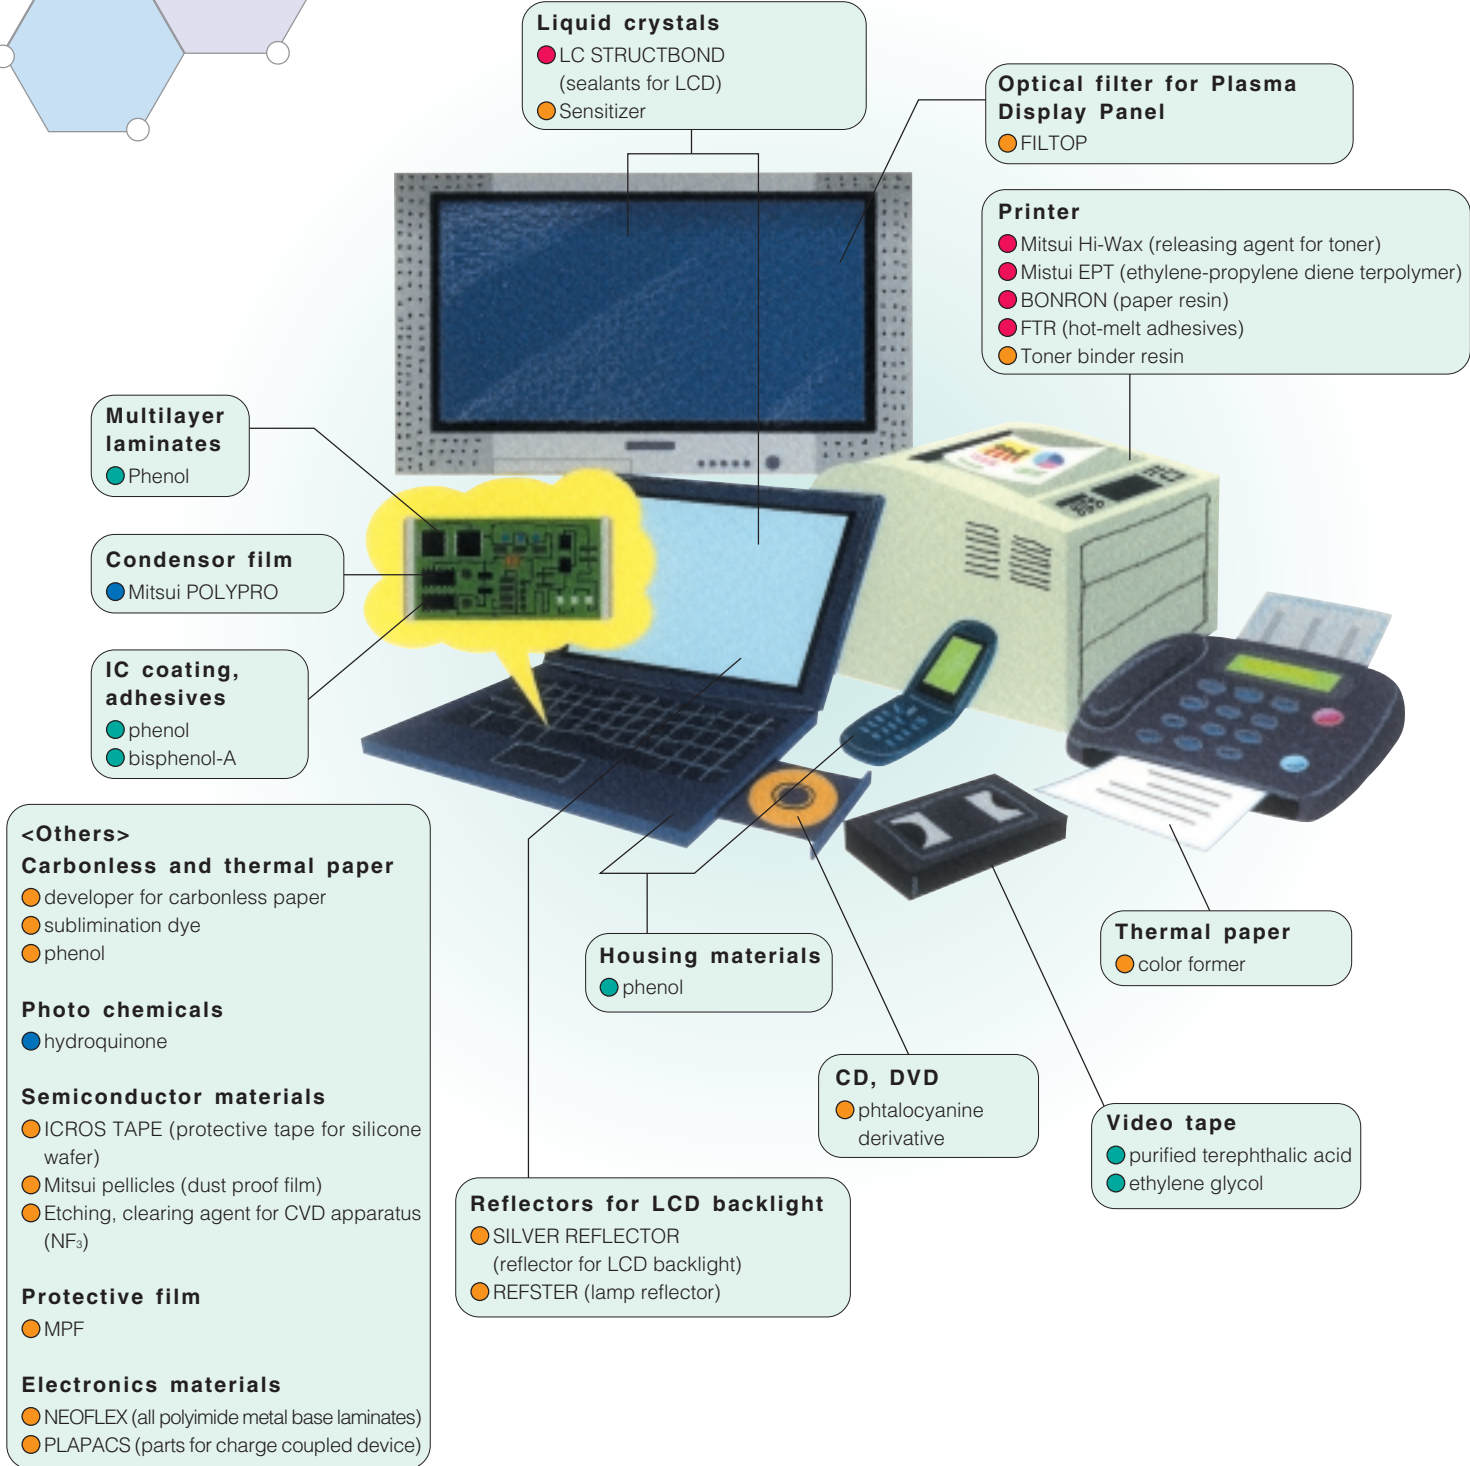 Liquid crystals
LC STRUCTBOND
(sealants for LCD)
Sensitizer
Optical filter for Plasma
Display Panel
FILTOP
Printer
Mitsui Hi-Wax (releasing agent for toner)
Mistui EPT (ethylene-propylene diene terpolymer)
BONRON (paper resin)
FTR (hot-melt adhesives)
Toner binder resin
Multilayer
laminates
Phenol
Condensor film
Mitsui POLYPRO
IC coating,
adhesives
phenol
bisphenol-A
<Others>
Carbonless and thermal paper
developer for carbonless paper
sublimination dye
phenol
Photo chemicals
hydroquinone
Semiconductor materials
ICROS TAPE (protective tape for silicone
wafer)
Mitsui pellicles (dust proof film)
Etching, clearing agent for CVD apparatus
(NF₃)
Protective film
MPF
Electronics materials
NEOFLEX (all polyimide metal base laminates)
PLAPACS (parts for charge coupled device)
Housing materials
phenol
Thermal paper
color former
CD, DVD
phtalocyanine
derivative
Video tape
purified terephthalic acid
ethylene glycol
Reflectors for LCD backlight
SILVER REFLECTOR
(reflector for LCD backlight)
REFSTER (lamp reflector)